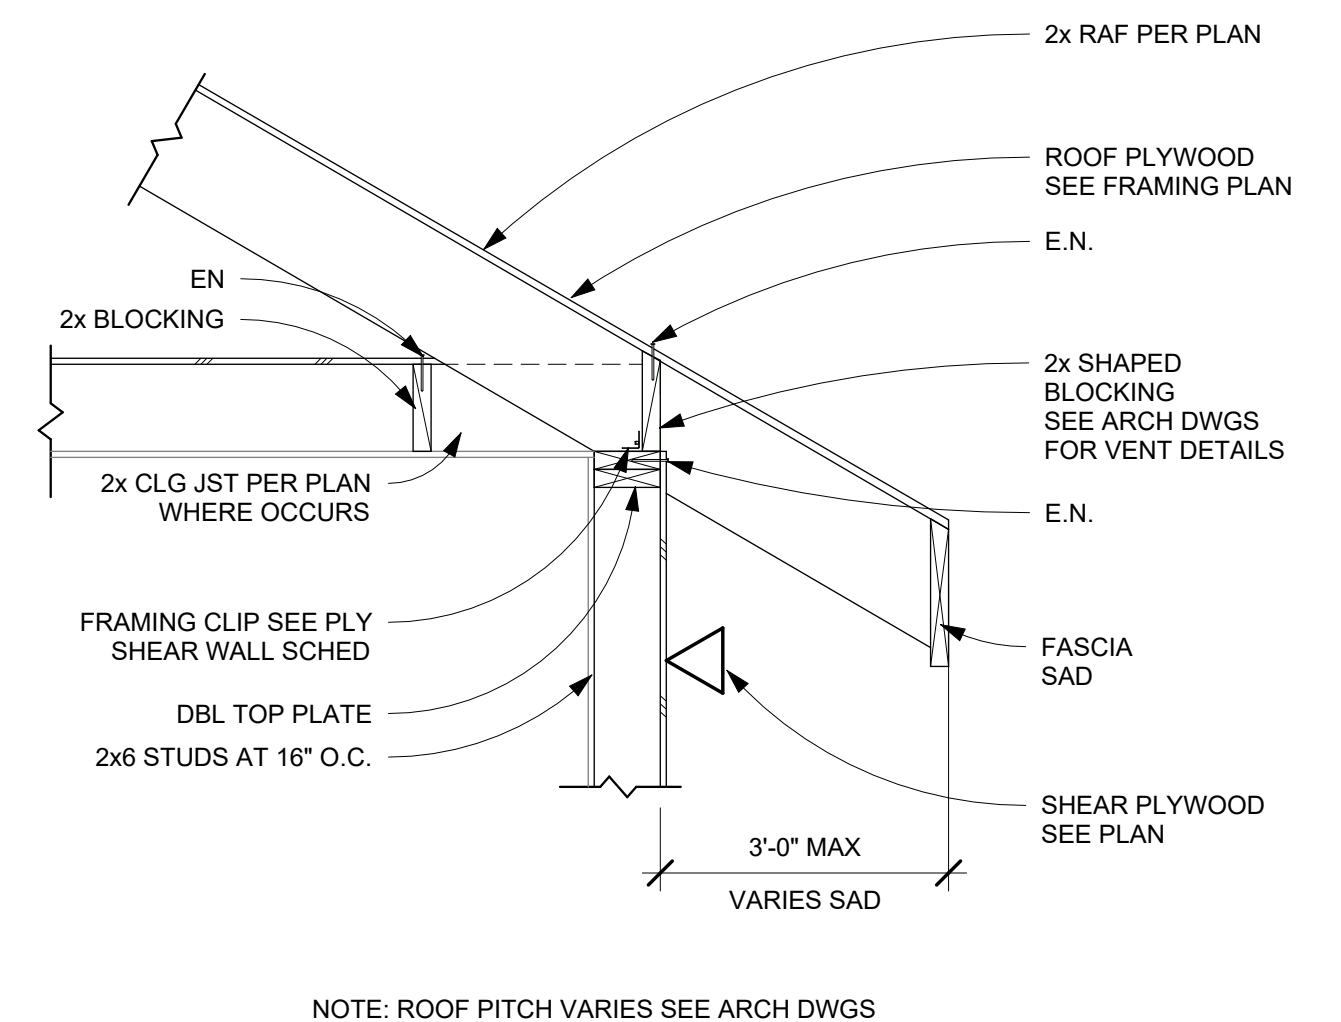 2x RAF PER PLAN
ROOF PLYWOOD
SEE FRAMING PLAN
E.N.
EN
2x BLOCKING
2x SHAPED
BLOCKING
SEE ARCH DWGS
FOR VENT DETAILS
2x CLG JST PER PLAN
WHERE OCCURS
E.N.
FRAMING CLIP SEE PLY
SHEAR WALL SCHED
FASCIA
SAD
DBL TOP PLATE
2x6 STUDS AT 16" O.C.
SHEAR PLYWOOD
SEE PLAN
3'-0" MAX
VARIES SAD
NOTE: ROOF PITCH VARIES SEE ARCH DWGS